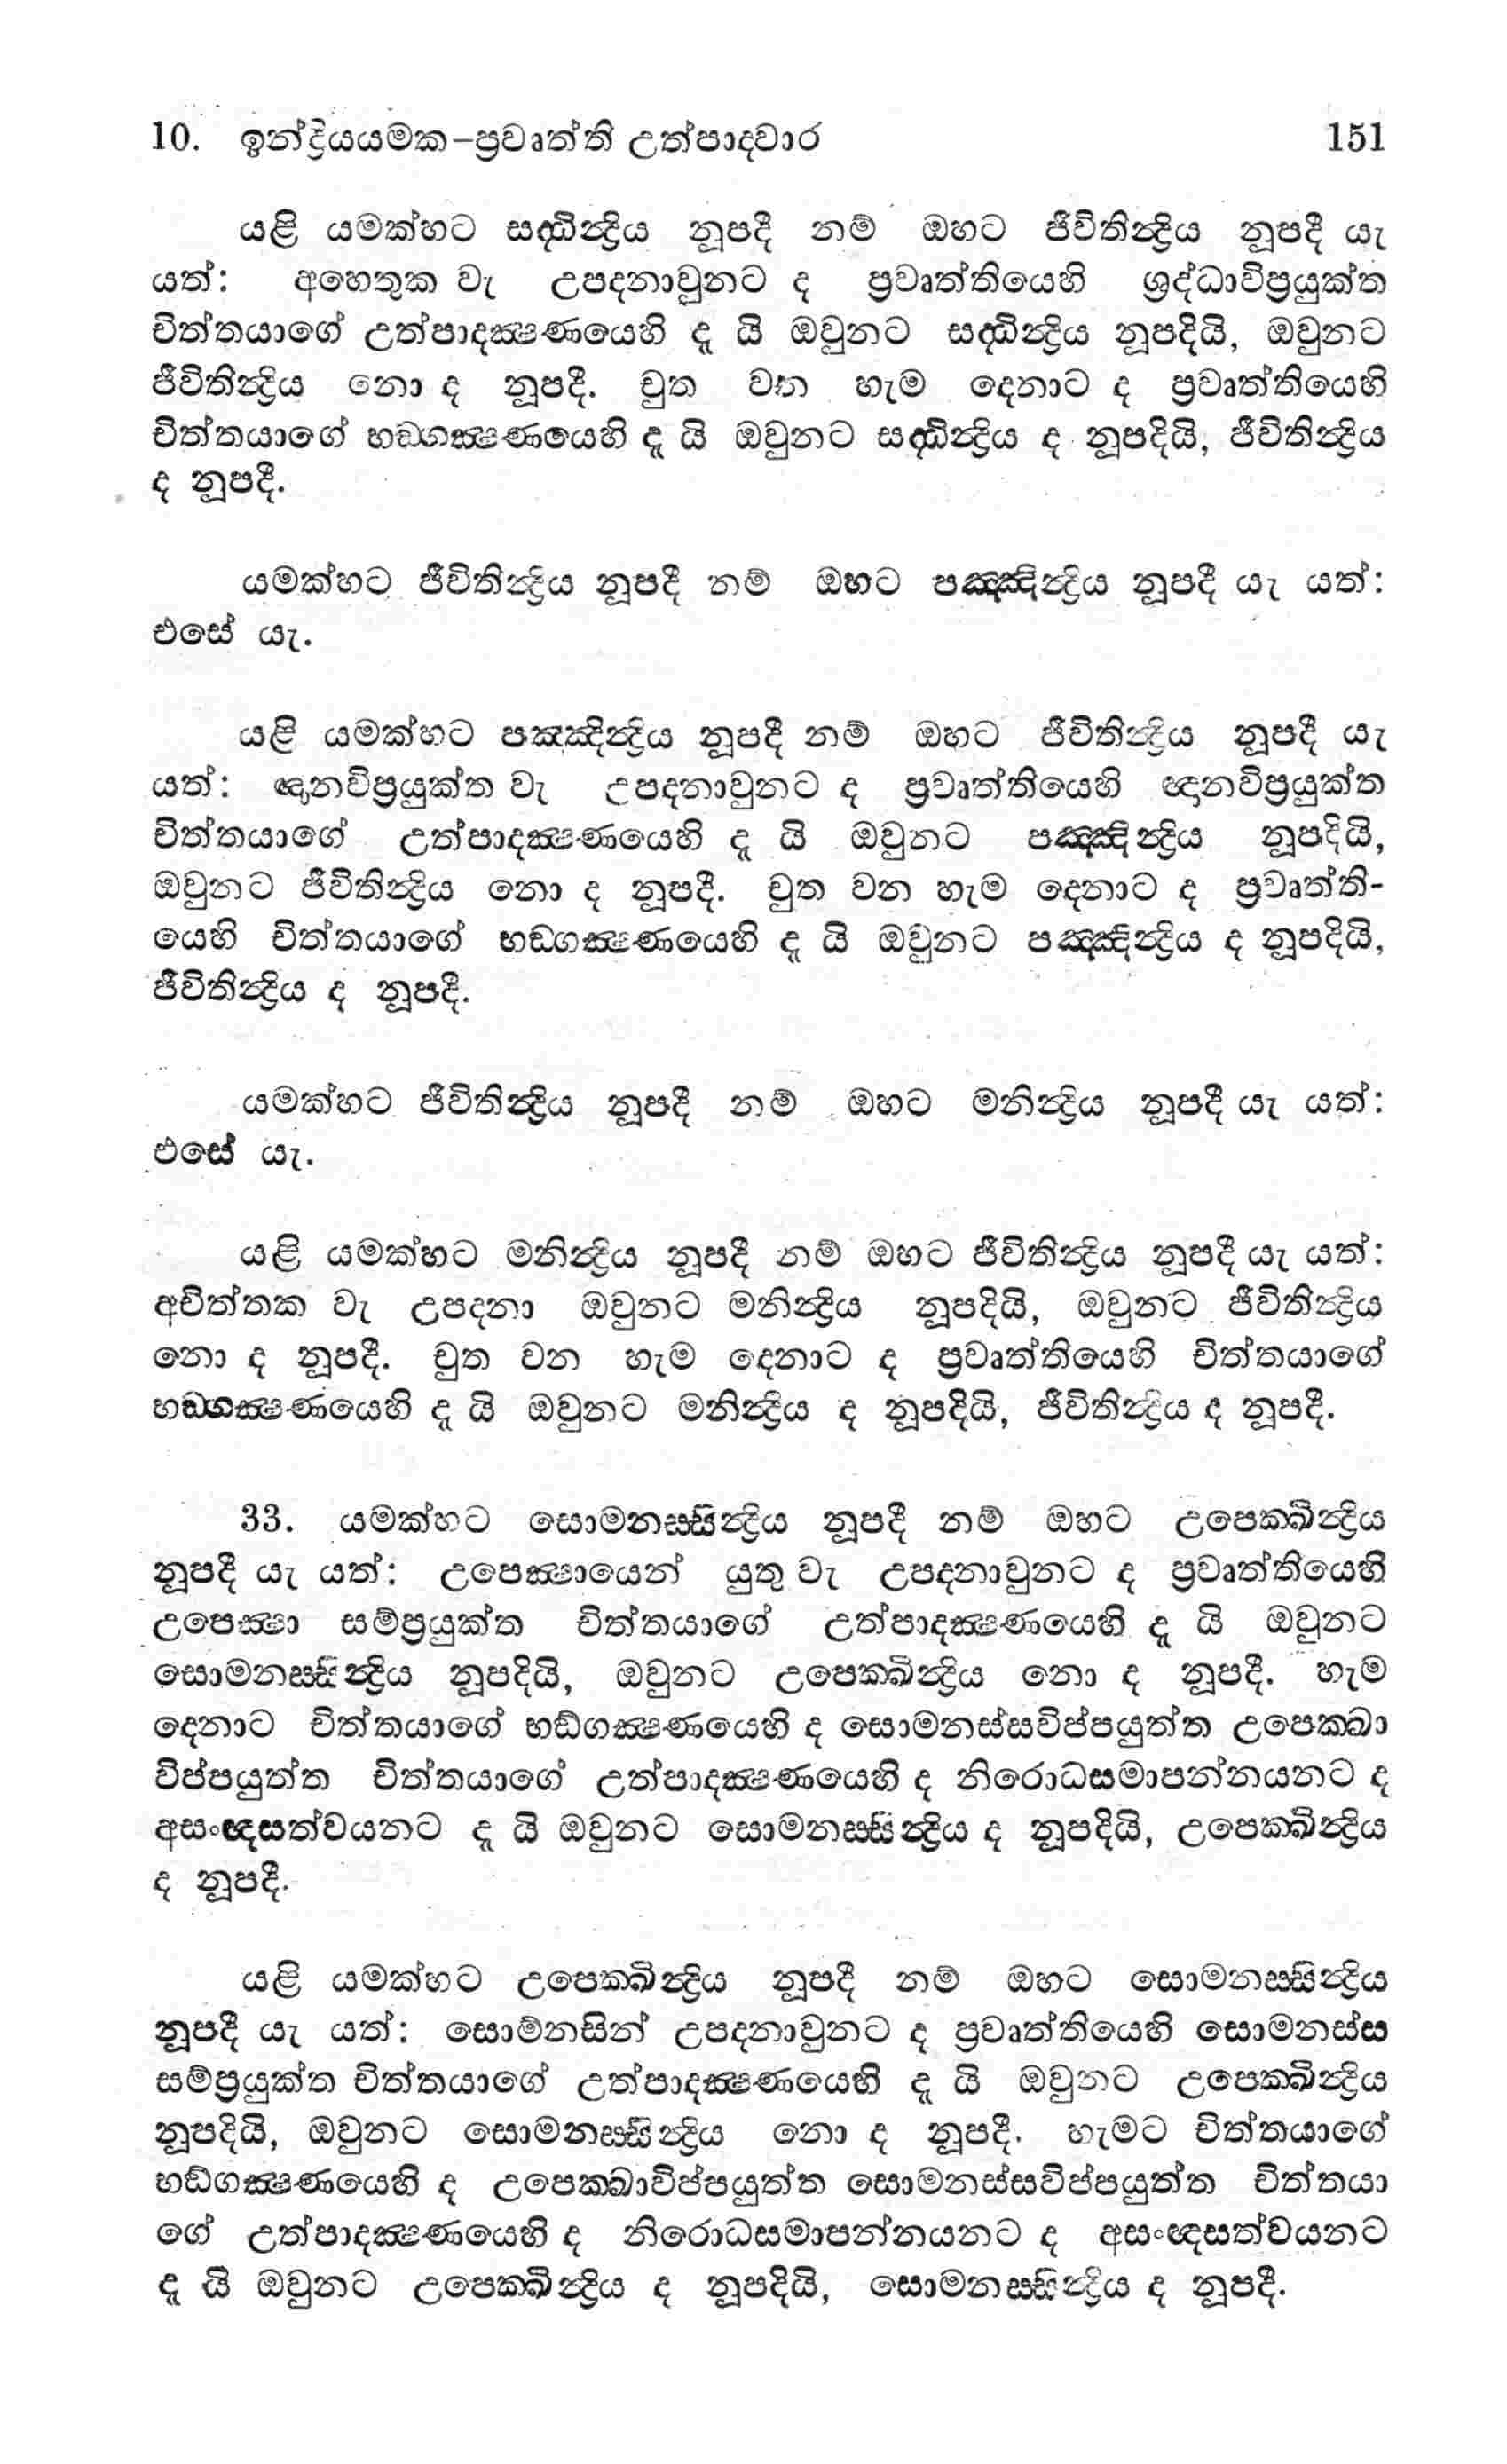 10. ඉන්ද්‍රියයමක–ප්‍රවෘත්ති උත්පාදවාර 151
යළි යමක්හට සද්ධින්ද්‍රිය නූපදී නම් ඔහට ජීවිතින්ද්‍රිය නූපදී යැ
යත්: අහෙතුක වැ උපදනාවුනට ද ප්‍රවෘත්තියෙහි ශ්‍රද්ධාවිප්‍රයුක්ත
චිත්තයාගේ උත්පාදක්‍ෂණයෙහි දැ යි ඔවුනට සද්ධින්ද්‍රිය නූපදියි, ඔවුනට
ජීවිතින්ද්‍රිය නො ද නූපදී. චුත වන හැම දෙනාට ද ප්‍රවෘත්තියෙහි
චිත්තයාගේ භඩ්ගක්‍ෂණයෙහි දැ යි ඔවුනට සද්ධින්ද්‍රිය ද නූපදියි, ජීවිතින්ද්‍රිය
ද නූපදී.
යමක්හට ජීවිතින්ද්‍රිය නූපදී නම් ඔහට පඤ්ඤින්ද්‍රිය නූපදී යැ යත්:
එසේ යැ.
යළි යමක්හට පඤ්ඤින්ද්‍රිය නූපදී නම් ඔහට ජීවිතින්ද්‍රිය නූපදී යැ
යත්: ඥානවිප්‍රයුක්ත වැ උපදනාවුනට ද ප්‍රවෘත්තියෙහි ඥානවිප්‍රයුක්ත
චිත්තයාගේ උත්පාදක්‍ෂණයෙහි දැ යි ඔවුනට පඤ්ඤින්ද්‍රිය නූපදියි,
ඔවුනට ජීවිතින්ද්‍රිය නො ද නූපදී. චුත වන හැම දෙනාට ද ප්‍රවෘත්ති-
යෙහි චිත්තයාගේ භඩ්ගක්‍ෂණයෙහි දැ යි ඔවුනට පඤ්ඤින්ද්‍රිය ද නූපදියි,
ජීවිතින්ද්‍රිය ද නූපදී.
යමක්හට ජීවිතින්ද්‍රිය නූපදී නම් ඔහට මනින්ද්‍රිය නූපදී යැ යත්:
එසේ යැ.
යළි යමක්හට මනින්ද්‍රිය නූපදී නම් ඔහට ජීවිතින්ද්‍රිය නූපදී යැ යත්:
අචිත්තක වැ උපදනා ඔවුනට මනින්ද්‍රිය නූපදියි, ඔවුනට ජීවිතින්ද්‍රිය
නො ද නූපදී. චුත වන හැම දෙනාට ද ප්‍රවෘත්තියෙහි චිත්තයාගේ
භඩ්ගක්‍ෂණයෙහි දැ යි ඔවුනට මනින්ද්‍රිය ද නූපදියි, ජීවිතින්ද්‍රිය ද නූපදී.
33. යමක්හට සොමනස්සින්ද්‍රිය නූපදී නම් ඔහට උපෙක්ඛින්ද්‍රිය
නූපදී යැ යත්: උපෙක්‍ෂායෙන් යුතු වැ උපදනාවුනට ද ප්‍රවෘත්තියෙහි
උපෙක්‍ෂා සම්ප්‍රයුක්ත චිත්තයාගේ උත්පාදක්‍ෂණයෙහි දැ යි ඔවුනට
සොමනස්සින්ද්‍රිය නූපදියි, ඔවුනට උපෙක්ඛින්ද්‍රිය නො ද නූපදී. හැම
දෙනාට චිත්තයාගේ භඩ්ගක්‍ෂණයෙහි ද සොමනස්සවිප්පයුත්ත උපෙක්ඛා
විප්පයුත්ත චිත්තයාගේ උත්පාදක්‍ෂණයෙහි ද නිරොධසමාපන්නයනට ද
අසංඥසත්වයනට දැ යි ඔවුනට සොමනස්සින්ද්‍රිය ද නූපදියි, උපෙක්ඛින්ද්‍රිය
ද නූපදී.
යළි යමක්හට උපෙක්ඛින්ද්‍රිය නූපදී නම් ඔහට සොමනස්සින්ද්‍රිය
නූපදී යැ යත්: සොම්නසින් උපදනාවුනට ද ප්‍රවෘත්තියෙහි සොමනස්ස
සම්ප්‍රයුක්ත චිත්තයාගේ උත්පාදක්‍ෂණයෙහි දැ යි ඔවුනට උපෙක්ඛින්ද්‍රිය
නූපදියි, ඔවුනට සොමනස්සින්ද්‍රිය නො ද නූපදී. හැමට චිත්තයාගේ
භඩ්ගක්‍ෂණයෙහි ද උපෙක්ඛාවිප්පයුත්ත සොමනස්සවිප්පයුත්ත චිත්තයා
ගේ උත්පාදක්‍ෂණයෙහි ද නිරොධසමාපන්නයනට ද අසංඥසත්වයනට
දැ යි ඔවුනට උපෙක්ඛින්ද්‍රිය ද නූපදියි, සොමනස්සින්ද්‍රිය ද නූපදී.